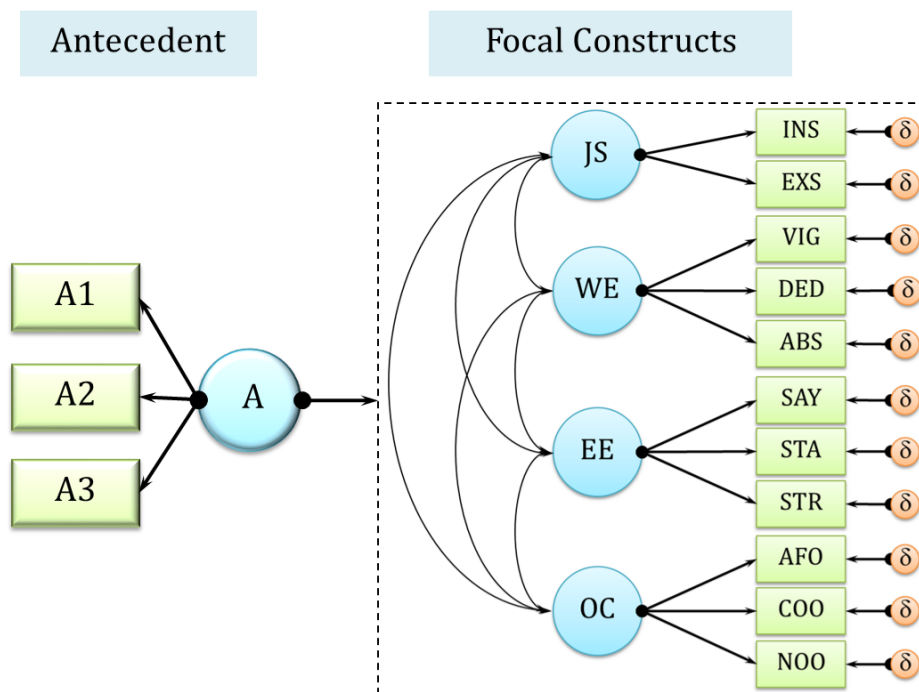 Antecedent
Focal Constructs
A1
A2
A3
A
JS
WE
EE
OC
INS
δ
EXS
δ
VIG
δ
DED
δ
ABS
δ
SAY
δ
STA
δ
STR
δ
AFO
δ
COO
δ
NOO
δ